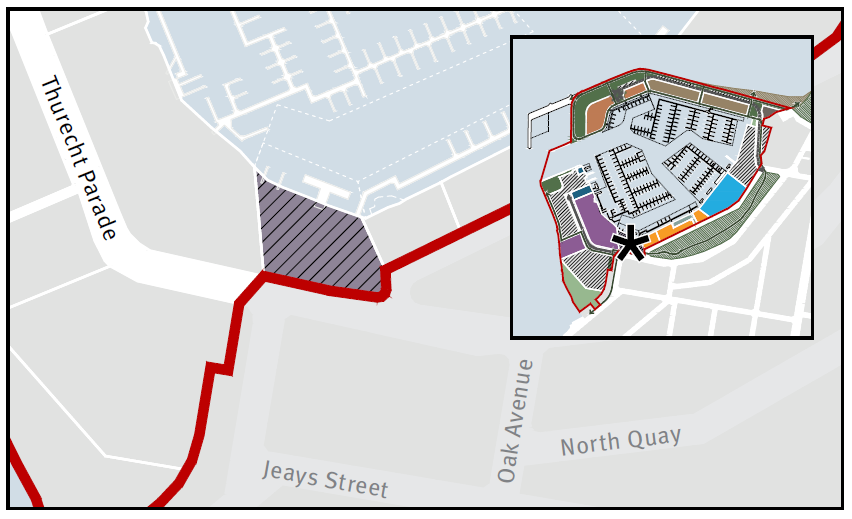 Thurecht Parade
Oak Avenue
North Quay
Jeays Street